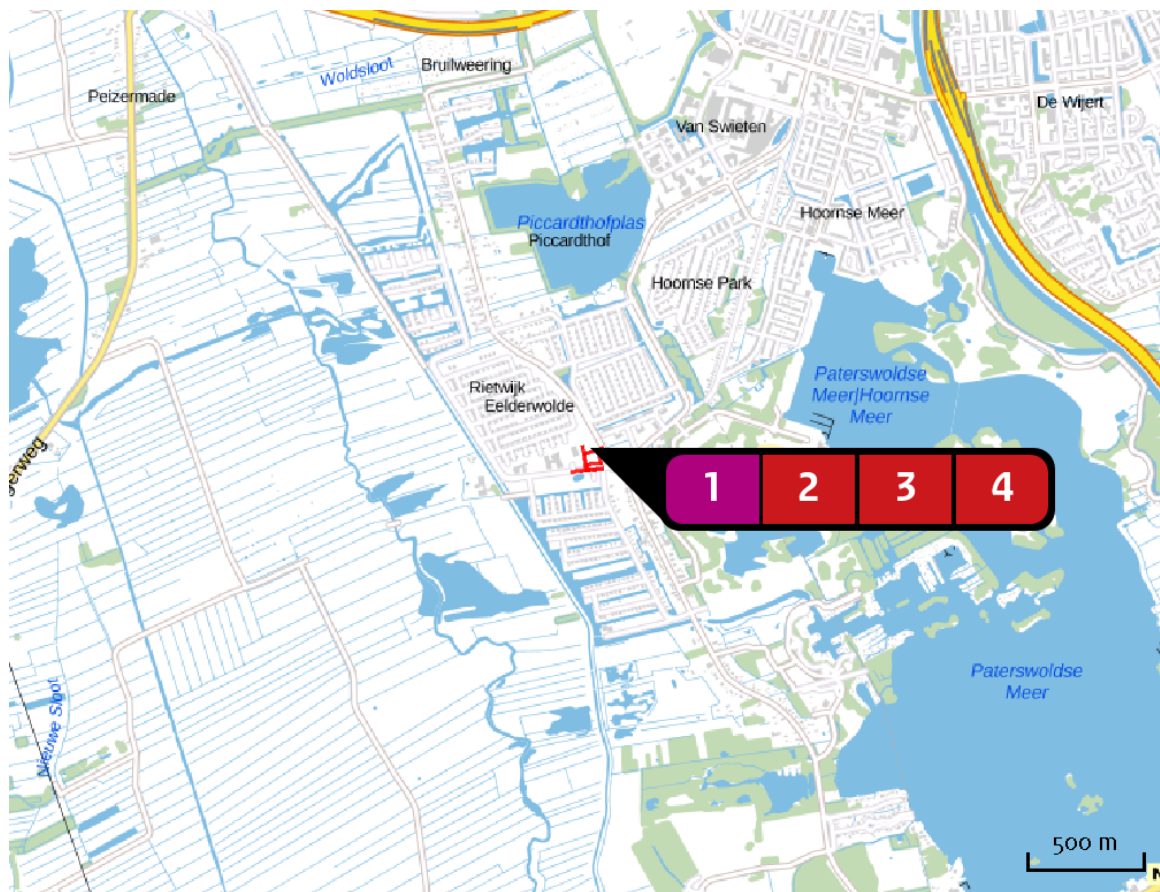 Bruilweering
Woldsloot
Peizermade
De Wijert
Van Swieten
Hoornse Meer
Piccardthofplas
Piccardthof
Hoornse Park
Rietwijk
Eelderwolde
Paterswoldse
Meer|Hoornse
Meer
gerweg
1 2 3 4
Paterswoldse
Meer
Nieuwe Sloot
500 m
N